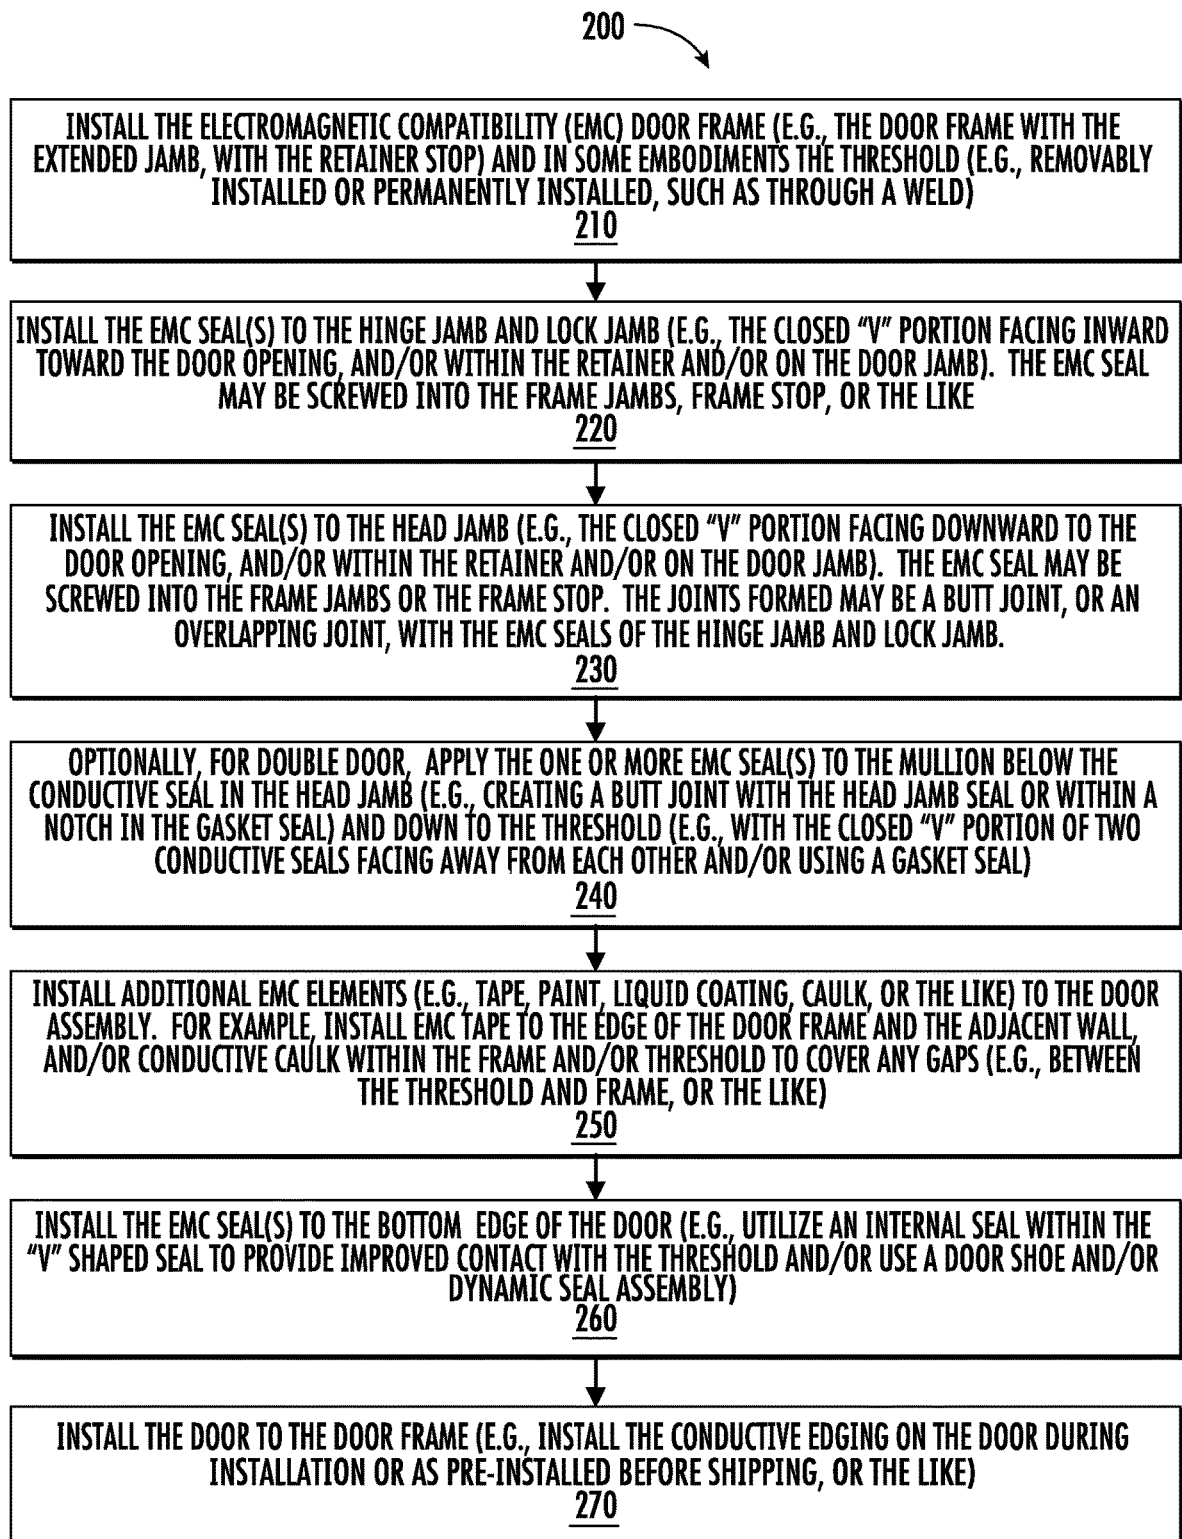 200
INSTALL THE ELECTROMAGNETIC COMPATIBILITY (EMC) DOOR FRAME (E.G., THE DOOR FRAME WITH THE
EXTENDED JAMB, WITH THE RETAINER STOP) AND IN SOME EMBODIMENTS THE THRESHOLD (E.G., REMOVABLY
INSTALLED OR PERMANENTLY INSTALLED, SUCH AS THROUGH A WELD)
210
INSTALL THE EMC SEAL(S) TO THE HINGE JAMB AND LOCK JAMB (E.G., THE CLOSED “V” PORTION FACING INWARD
TOWARD THE DOOR OPENING, AND/OR WITHIN THE RETAINER AND/OR ON THE DOOR JAMB). THE EMC SEAL
MAY BE SCREWED INTO THE FRAME JAMBS, FRAME STOP, OR THE LIKE
220
INSTALL THE EMC SEAL(S) TO THE HEAD JAMB (E.G., THE CLOSED “V” PORTION FACING DOWNWARD TO THE
DOOR OPENING, AND/OR WITHIN THE RETAINER AND/OR ON THE DOOR JAMB). THE EMC SEAL MAY BE
SCREWED INTO THE FRAME JAMBS OR THE FRAME STOP. THE JOINTS FORMED MAY BE A BUTT JOINT, OR AN
OVERLAPPING JOINT, WITH THE EMC SEALS OF THE HINGE JAMB AND LOCK JAMB.
230
OPTIONALLY, FOR DOUBLE DOOR, APPLY THE ONE OR MORE EMC SEAL(S) TO THE MULLION BELOW THE
CONDUCTIVE SEAL IN THE HEAD JAMB (E.G., CREATING A BUTT JOINT WITH THE HEAD JAMB SEAL OR WITHIN A
NOTCH IN THE GASKET SEAL) AND DOWN TO THE THRESHOLD (E.G., WITH THE CLOSED “V” PORTION OF TWO
CONDUCTIVE SEALS FACING AWAY FROM EACH OTHER AND/OR USING A GASKET SEAL)
240
INSTALL ADDITIONAL EMC ELEMENTS (E.G., TAPE, PAINT, LIQUID COATING, CAULK, OR THE LIKE) TO THE DOOR
ASSEMBLY. FOR EXAMPLE, INSTALL EMC TAPE TO THE EDGE OF THE DOOR FRAME AND THE ADJACENT WALL,
AND/OR CONDUCTIVE CAULK WITHIN THE FRAME AND/OR THRESHOLD TO COVER ANY GAPS (E.G., BETWEEN
THE THRESHOLD AND FRAME, OR THE LIKE)
250
INSTALL THE EMC SEAL(S) TO THE BOTTOM EDGE OF THE DOOR (E.G., UTILIZE AN INTERNAL SEAL WITHIN THE
“V” SHAPED SEAL TO PROVIDE IMPROVED CONTACT WITH THE THRESHOLD AND/OR USE A DOOR SHOE AND/OR
DYNAMIC SEAL ASSEMBLY)
260
INSTALL THE DOOR TO THE DOOR FRAME (E.G., INSTALL THE CONDUCTIVE EDGING ON THE DOOR DURING
INSTALLATION OR AS PRE-INSTALLED BEFORE SHIPPING, OR THE LIKE)
270